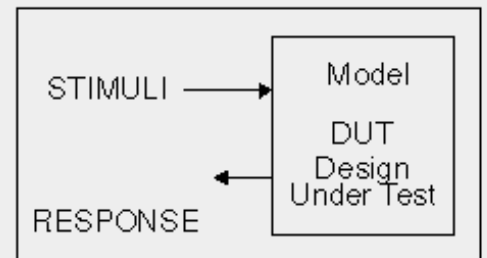 STIMULI
Model
DUT
Design
Under Test
RESPONSE